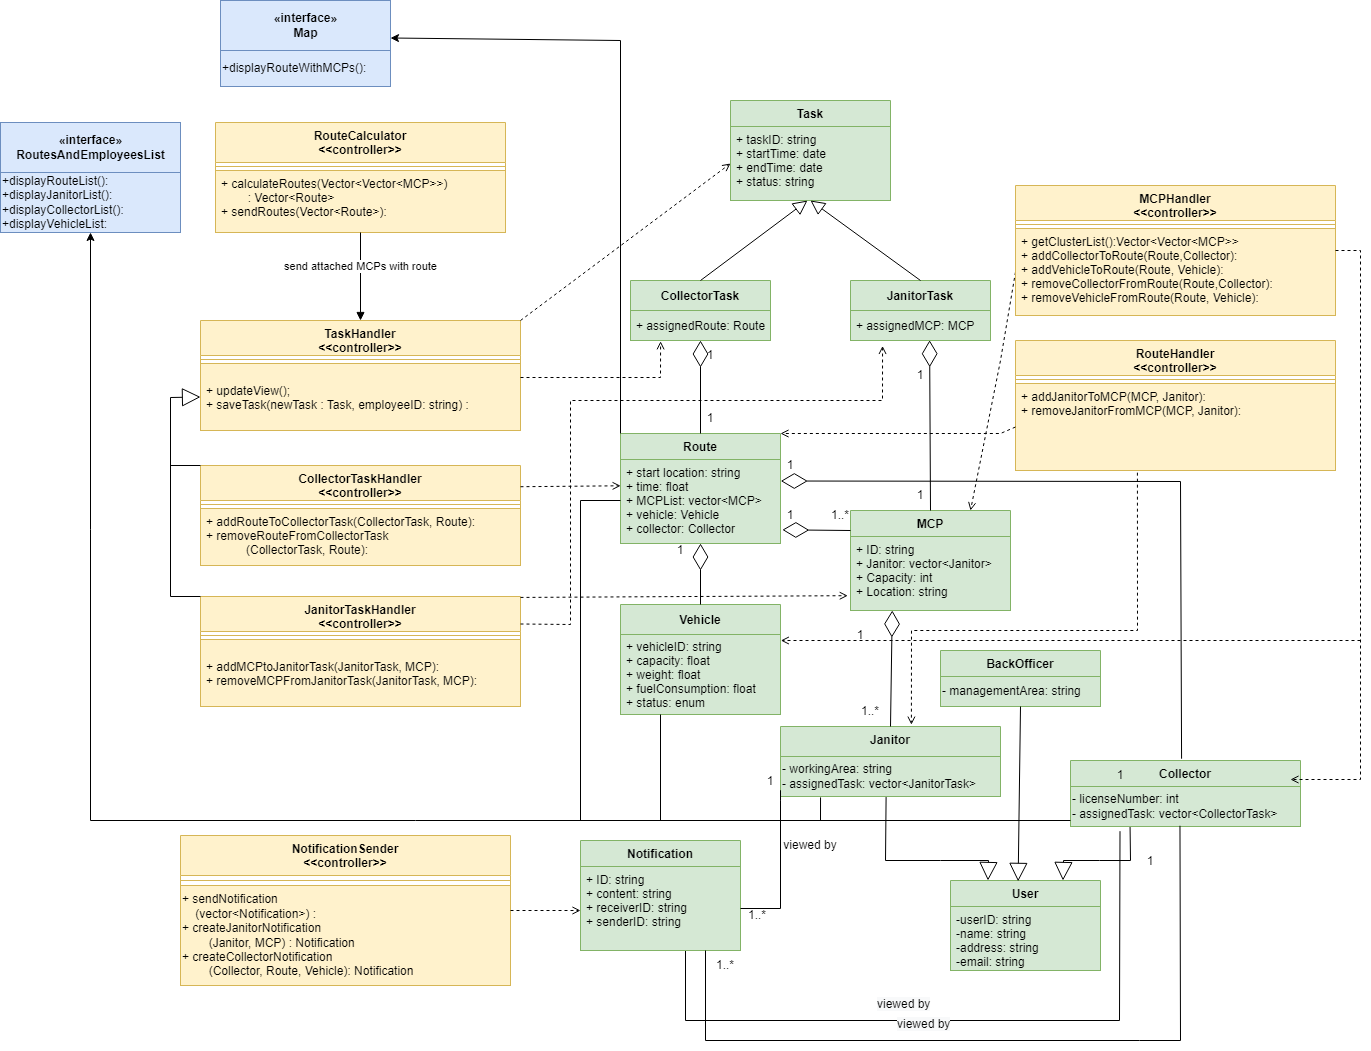 «interface»
Map
+displayRouteWithMCPs():
«interface»
RoutesAndEmployeesList
+displayRouteList():
+displayJanitorList():
+displayCollectorList():
+displayVehicleList:
RouteCalculator
<<controller>>
+ calculateRoutes(Vector<Vector<MCP>>)
: Vector<Route>
+ sendRoutes(Vector<Route>):
send attached MCPs with route
Task
+ taskID: string
+ startTime: date
+ endTime: date
+ status: string
MCPHandler
<<controller>>
+ getClusterList():Vector<Vector<MCP>>
+ addCollectorToRoute(Route,Collector):
+ addVehicleToRoute(Route, Vehicle):
+ removeCollectorFromRoute(Route,Collector):
+ removeVehicleFromRoute(Route, Vehicle):
TaskHandler
<<controller>>
+ updateView();
+ saveTask(newTask : Task, employeeID: string) :
CollectorTask
+ assignedRoute: Route
JanitorTask
+ assignedMCP: MCP
RouteHandler
<<controller>>
+ addJanitorToMCP(MCP, Janitor):
+ removeJanitorFromMCP(MCP, Janitor):
1
1
1
1
CollectorTaskHandler
<<controller>>
+ addRouteToCollectorTask(CollectorTask, Route):
+ removeRouteFromCollectorTask
(CollectorTask, Route):
Route
+ start location: string
+ time: float
+ MCPList: vector<MCP>
+ vehicle: Vehicle
+ collector: Collector
1
1
1..*
1
MCP
+ ID: string
+ Janitor: vector<Janitor>
+ Capacity: int
+ Location: string
JanitorTaskHandler
<<controller>>
+ addMCPtoJanitorTask(JanitorTask, MCP):
+ removeMCPFromJanitorTask(JanitorTask, MCP):
Vehicle
+ vehicleID: string
+ capacity: float
+ weight: float
+ fuelConsumption: float
+ status: enum
1
1..*
BackOfficer
- managementArea: string
Janitor
- workingArea: string
- assignedTask: vector<JanitorTask>
1
1
Collector
- licenseNumber: int
- assignedTask: vector<CollectorTask>
NotificationSender
<<controller>>
+ sendNotification
(vector<Notification>) :
+ createJanitorNotification
(Janitor, MCP) : Notification
+ createCollectorNotification
(Collector, Route, Vehicle): Notification
Notification
+ ID: string
+ content: string
+ receiverID: string
+ senderID: string
viewed by
1..*
1..*
1
User
-userID: string
-name: string
-address: string
-email: string
viewed by
viewed by